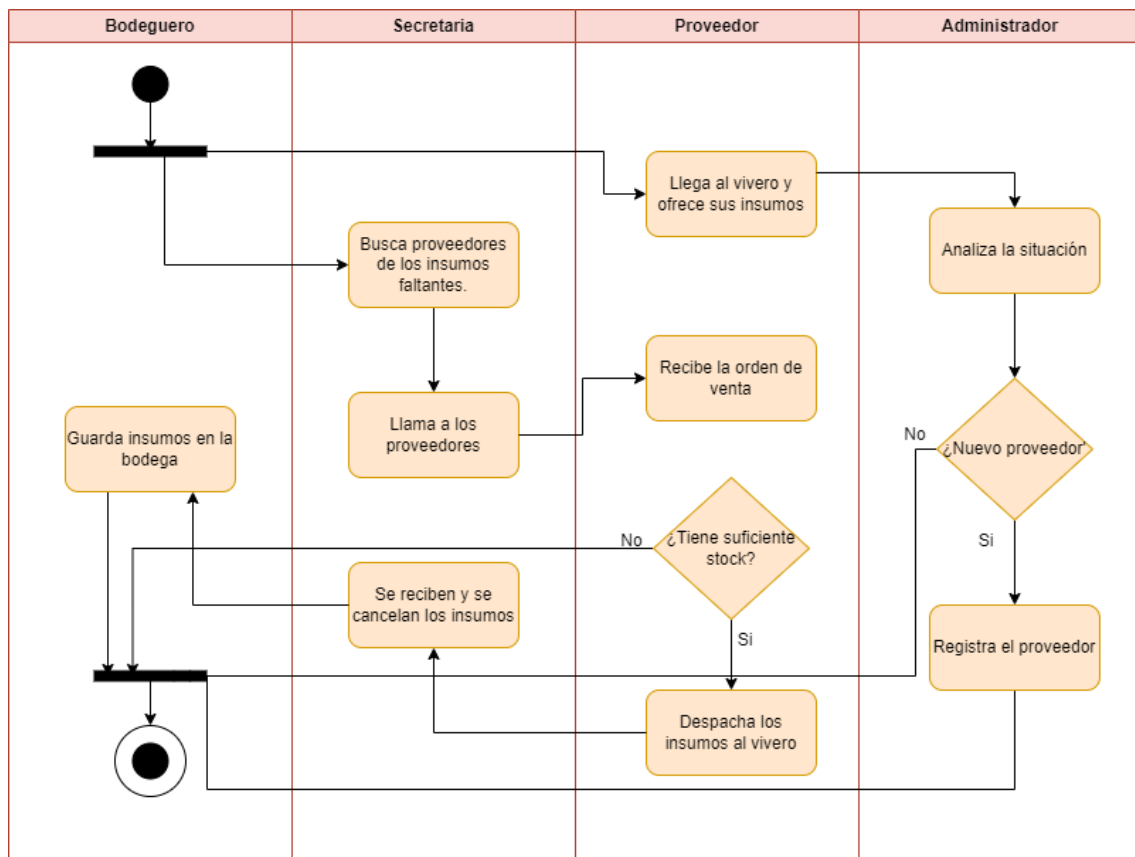 Bodeguero
Secretaria
Proveedor
Administrador
Llega al vivero y
ofrece sus insumos
Busca proveedores
de los insumos
faltantes.
Analiza la situación
Recibe la orden de
venta
Llama a los
proveedores
Guarda insumos en la
bodega
No
¿Nuevo proveedor'
Si
No
¿Tiene suficiente
stock?
Si
Se reciben y se
cancelan los insumos
Registra el proveedor
Despacha los
insumos al vivero